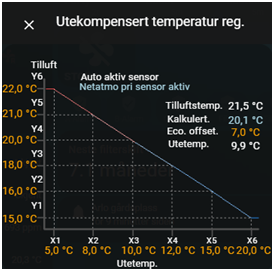 Utekompensert temperatur reg.
Tilluft
Y6
22,0 °C
Y5
21,0 °C
Y4
20,0 °C
Y3
18,0 °C
Y2
16,0 °C
Y1
15,0 °C
Auto aktiv sensor
Netatmo pri sensor aktiv
Tilluftstemp. 21,5 °C
Kalkulert. 20,1 °C
Eco. offset. 7,0 °C
Utetemp. 9,9 °C
X1 X2 X3 X4 X5 X6
5,0 °C 8,0 °C 10,0 °C 12,0 °C 15,0 °C 20,0 °C
Utetemp.